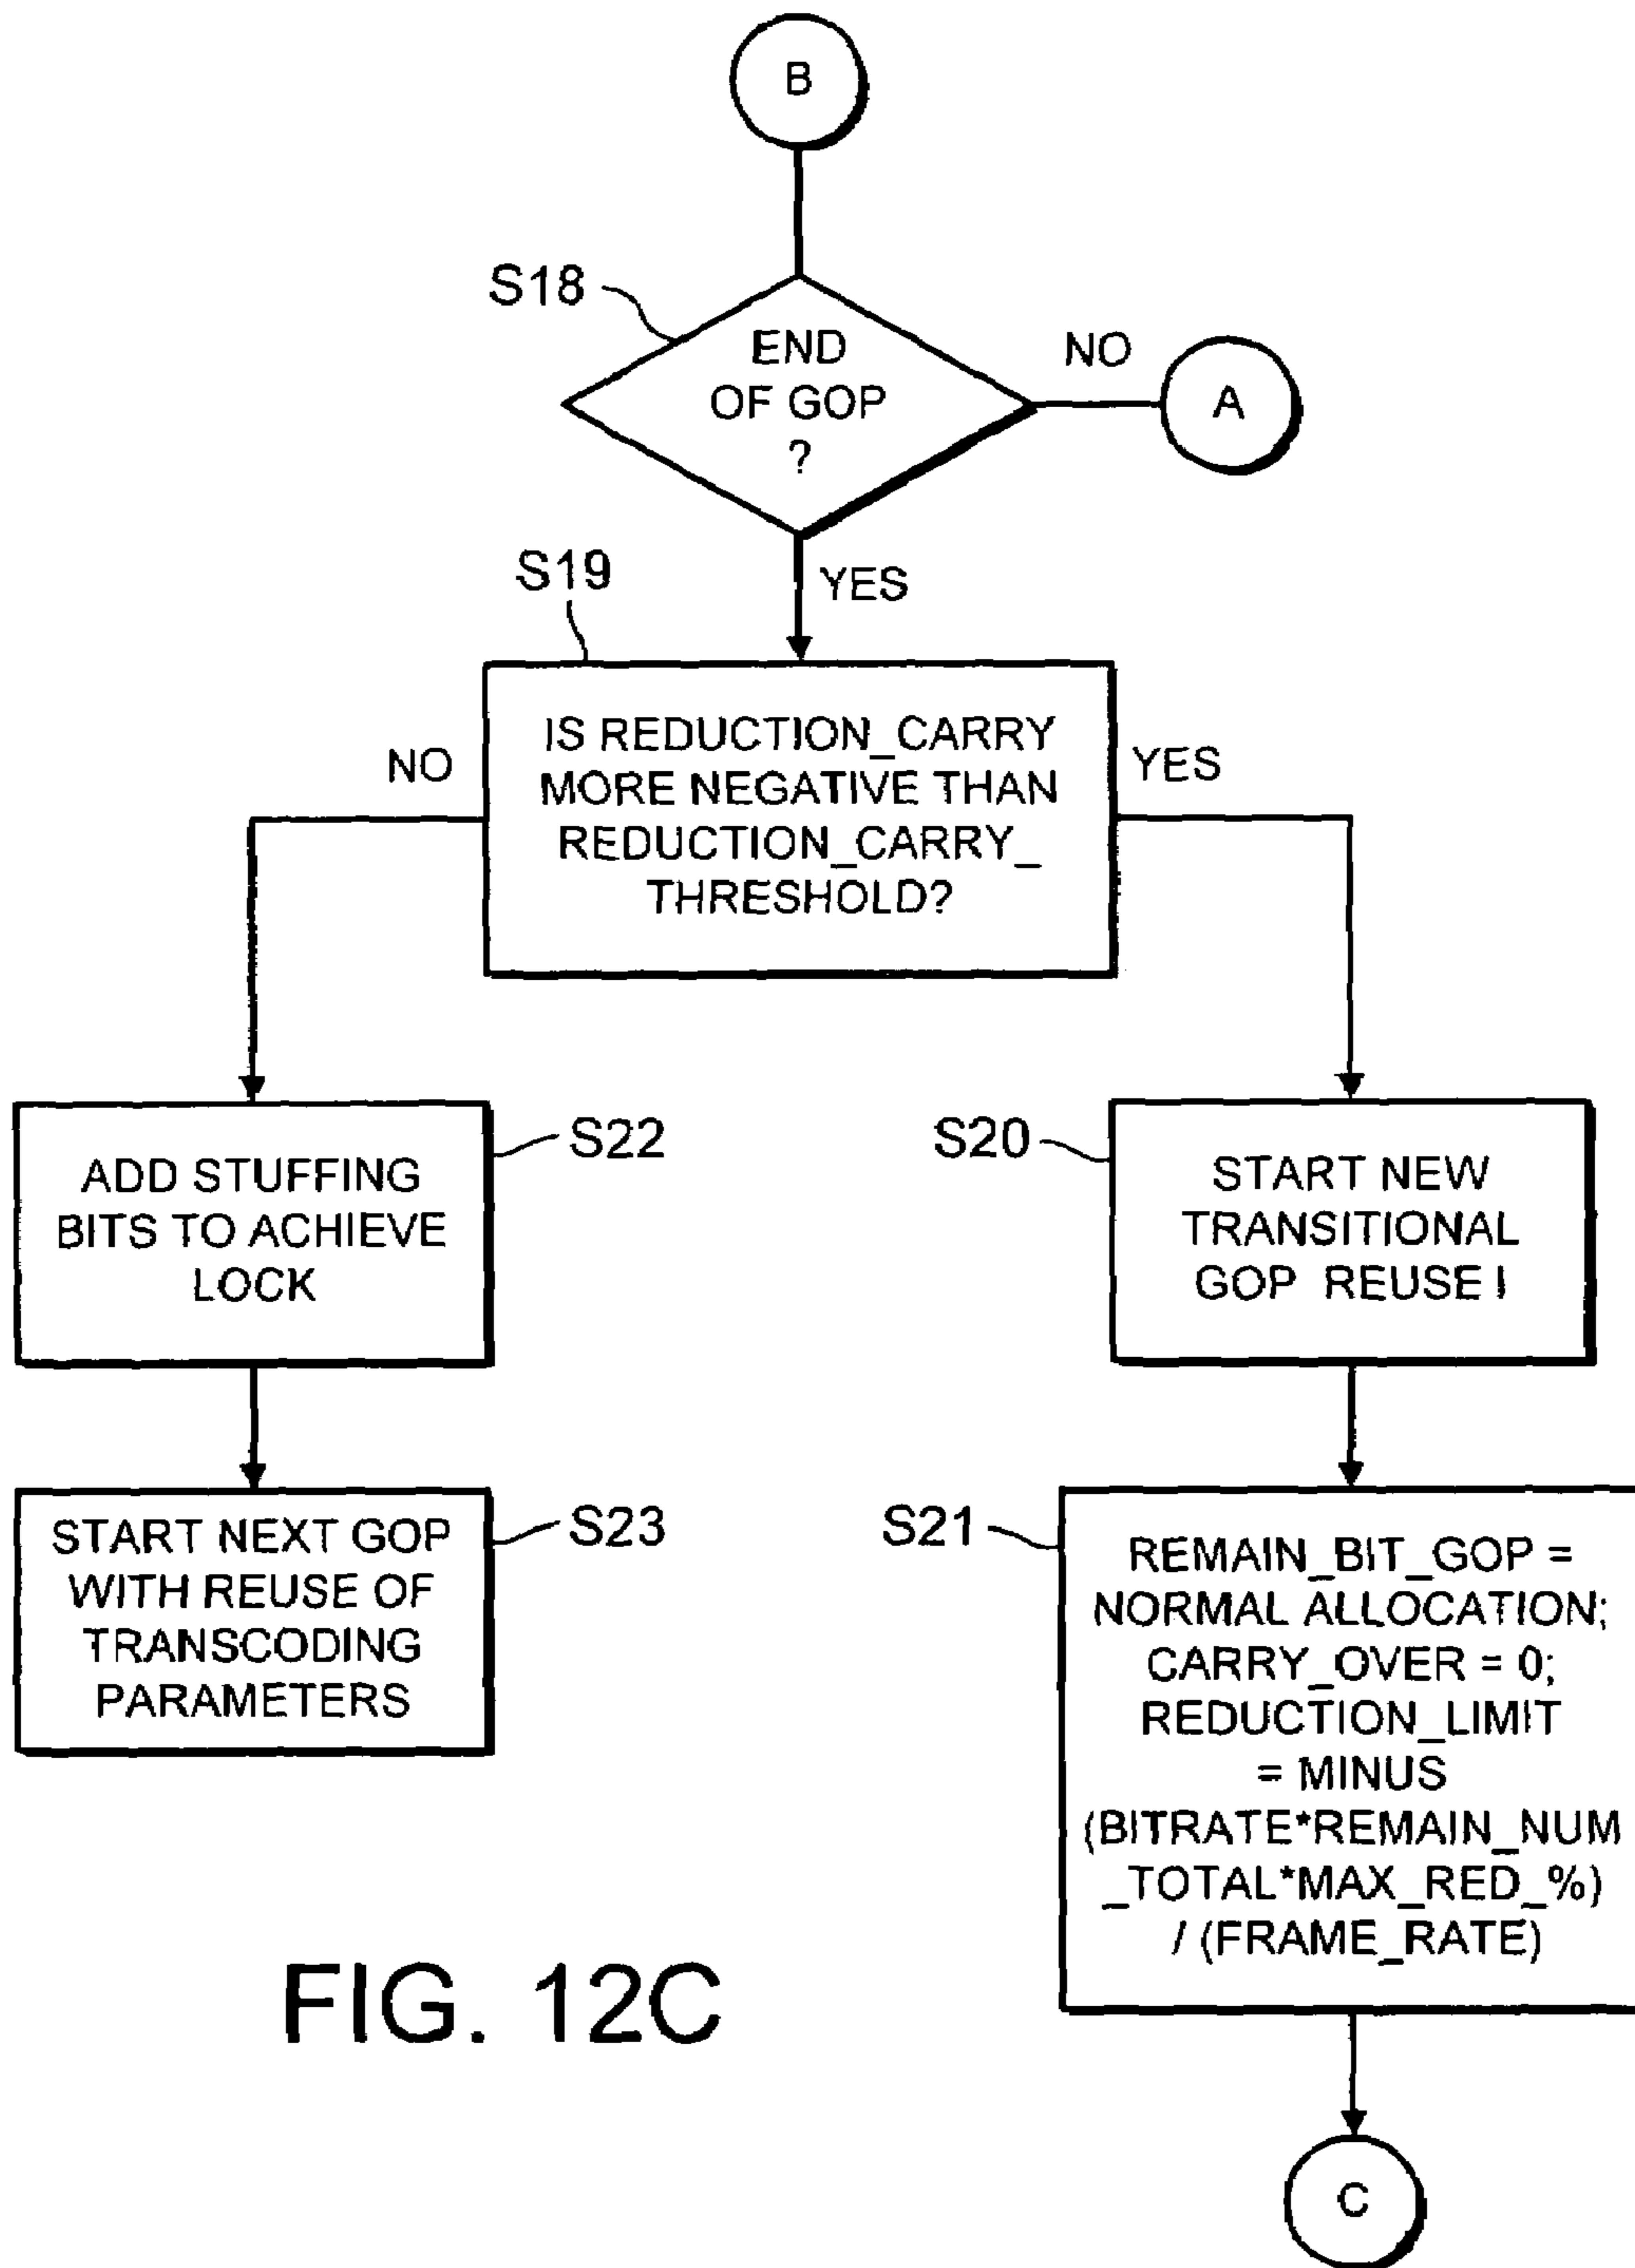 B
S18
END
OF GOP
?
NO
A
S19
YES
IS REDUCTION_CARRY
MORE NEGATIVE THAN
REDUCTION_CARRY_
THRESHOLD?
NO
YES
S22
ADD STUFFING
BITS TO ACHIEVE
LOCK
S20
START NEW
TRANSITIONAL
GOP REUSE I
S23
START NEXT GOP
WITH REUSE OF
TRANSCODING
PARAMETERS
S21
REMAIN_BIT_GOP =
NORMAL ALLOCATION;
CARRY_OVER = 0;
REDUCTION_LIMIT
= MINUS
(BITRATE*REMAIN_NUM
_TOTAL*MAX_RED_%)
/ (FRAME_RATE)
C
FIG. 12C